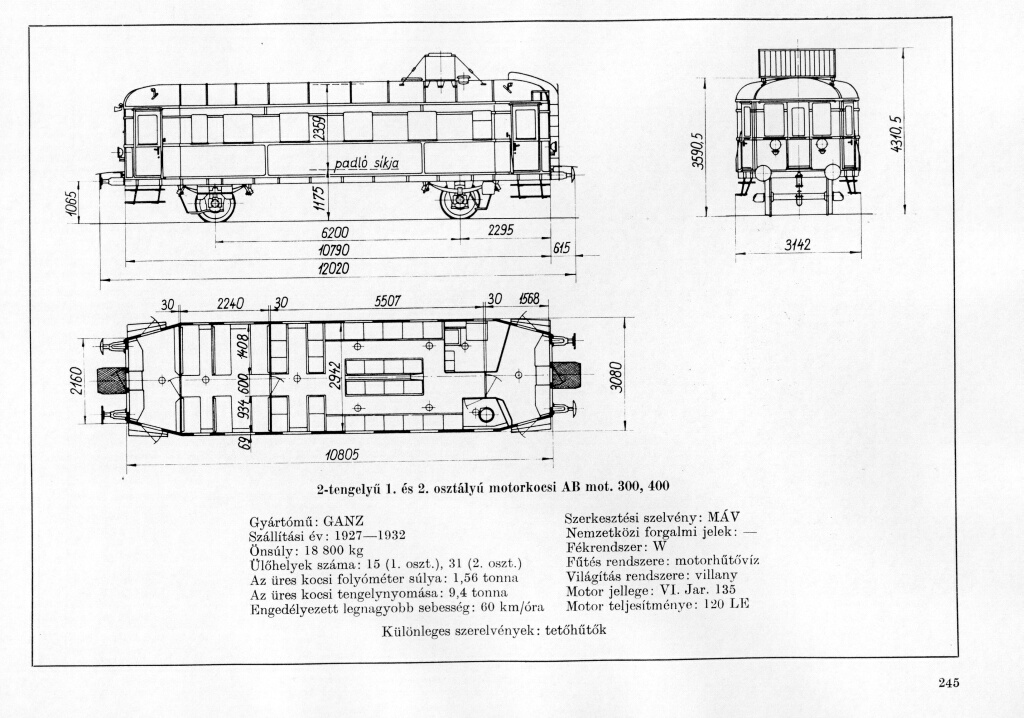 2359
padló síkja
1065
1175
6200
2295
10790
615
12020
3590,5
4310,5
3142
30
2240
30
5507
30
1568
2160
1408
600
934
69
2942
3080
10805
2-tengelyű 1. és 2. osztályú motorkocsi AB mot. 300, 400
Gyártómű: GANZ
Szállítási év: 1927—1932
Önsúly: 18 800 kg
Ülőhelyek száma: 15 (1. oszt.), 31 (2. oszt.)
Az üres kocsi folyóméter súlya: 1,56 tonna
Az üres kocsi tengelynyomása: 9,4 tonna
Engedélyezett legnagyobb sebesség: 60 km/óra
Szerkesztési szelvény: MÁV
Nemzetközi forgalmi jelek: —
Fékrendszer: W
Fűtés rendszere: motorhűtővíz
Világítás rendszere: villany
Motor jellege: VI. Jar. 135
Motor teljesítménye: 120 LE
Különleges szerelvények: tetőhűtők
245